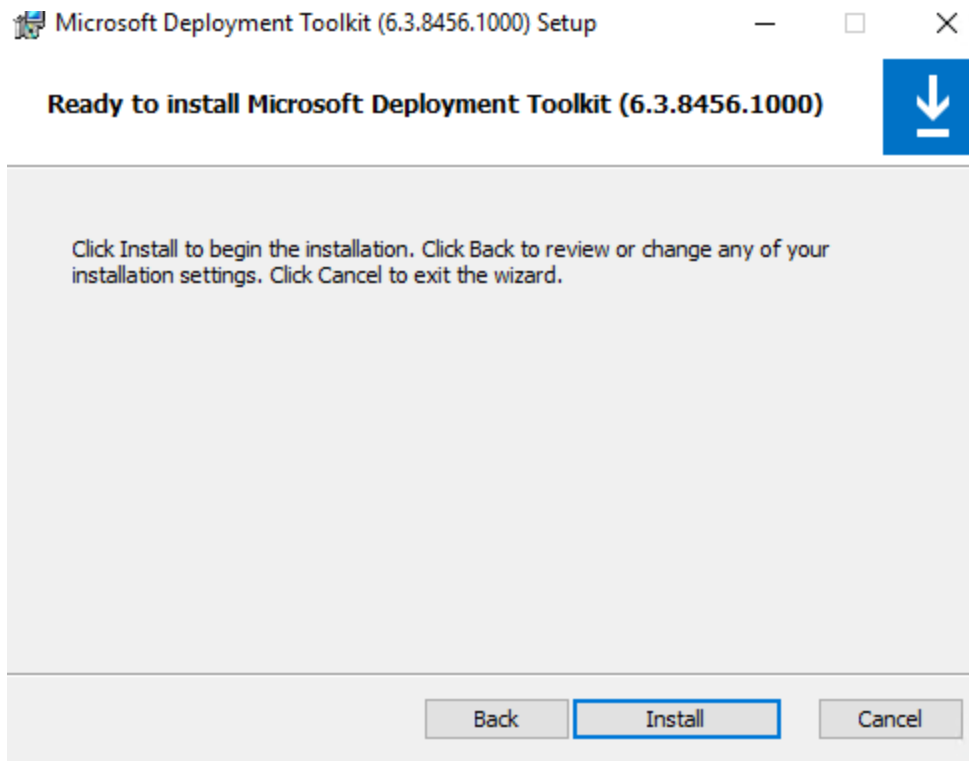 Microsoft Deployment Toolkit (6.3.8456.1000) Setup
Ready to install Microsoft Deployment Toolkit (6.3.8456.1000)
Click Install to begin the installation. Click Back to review or change any of your
installation settings. Click Cancel to exit the wizard.
Back Install Cancel